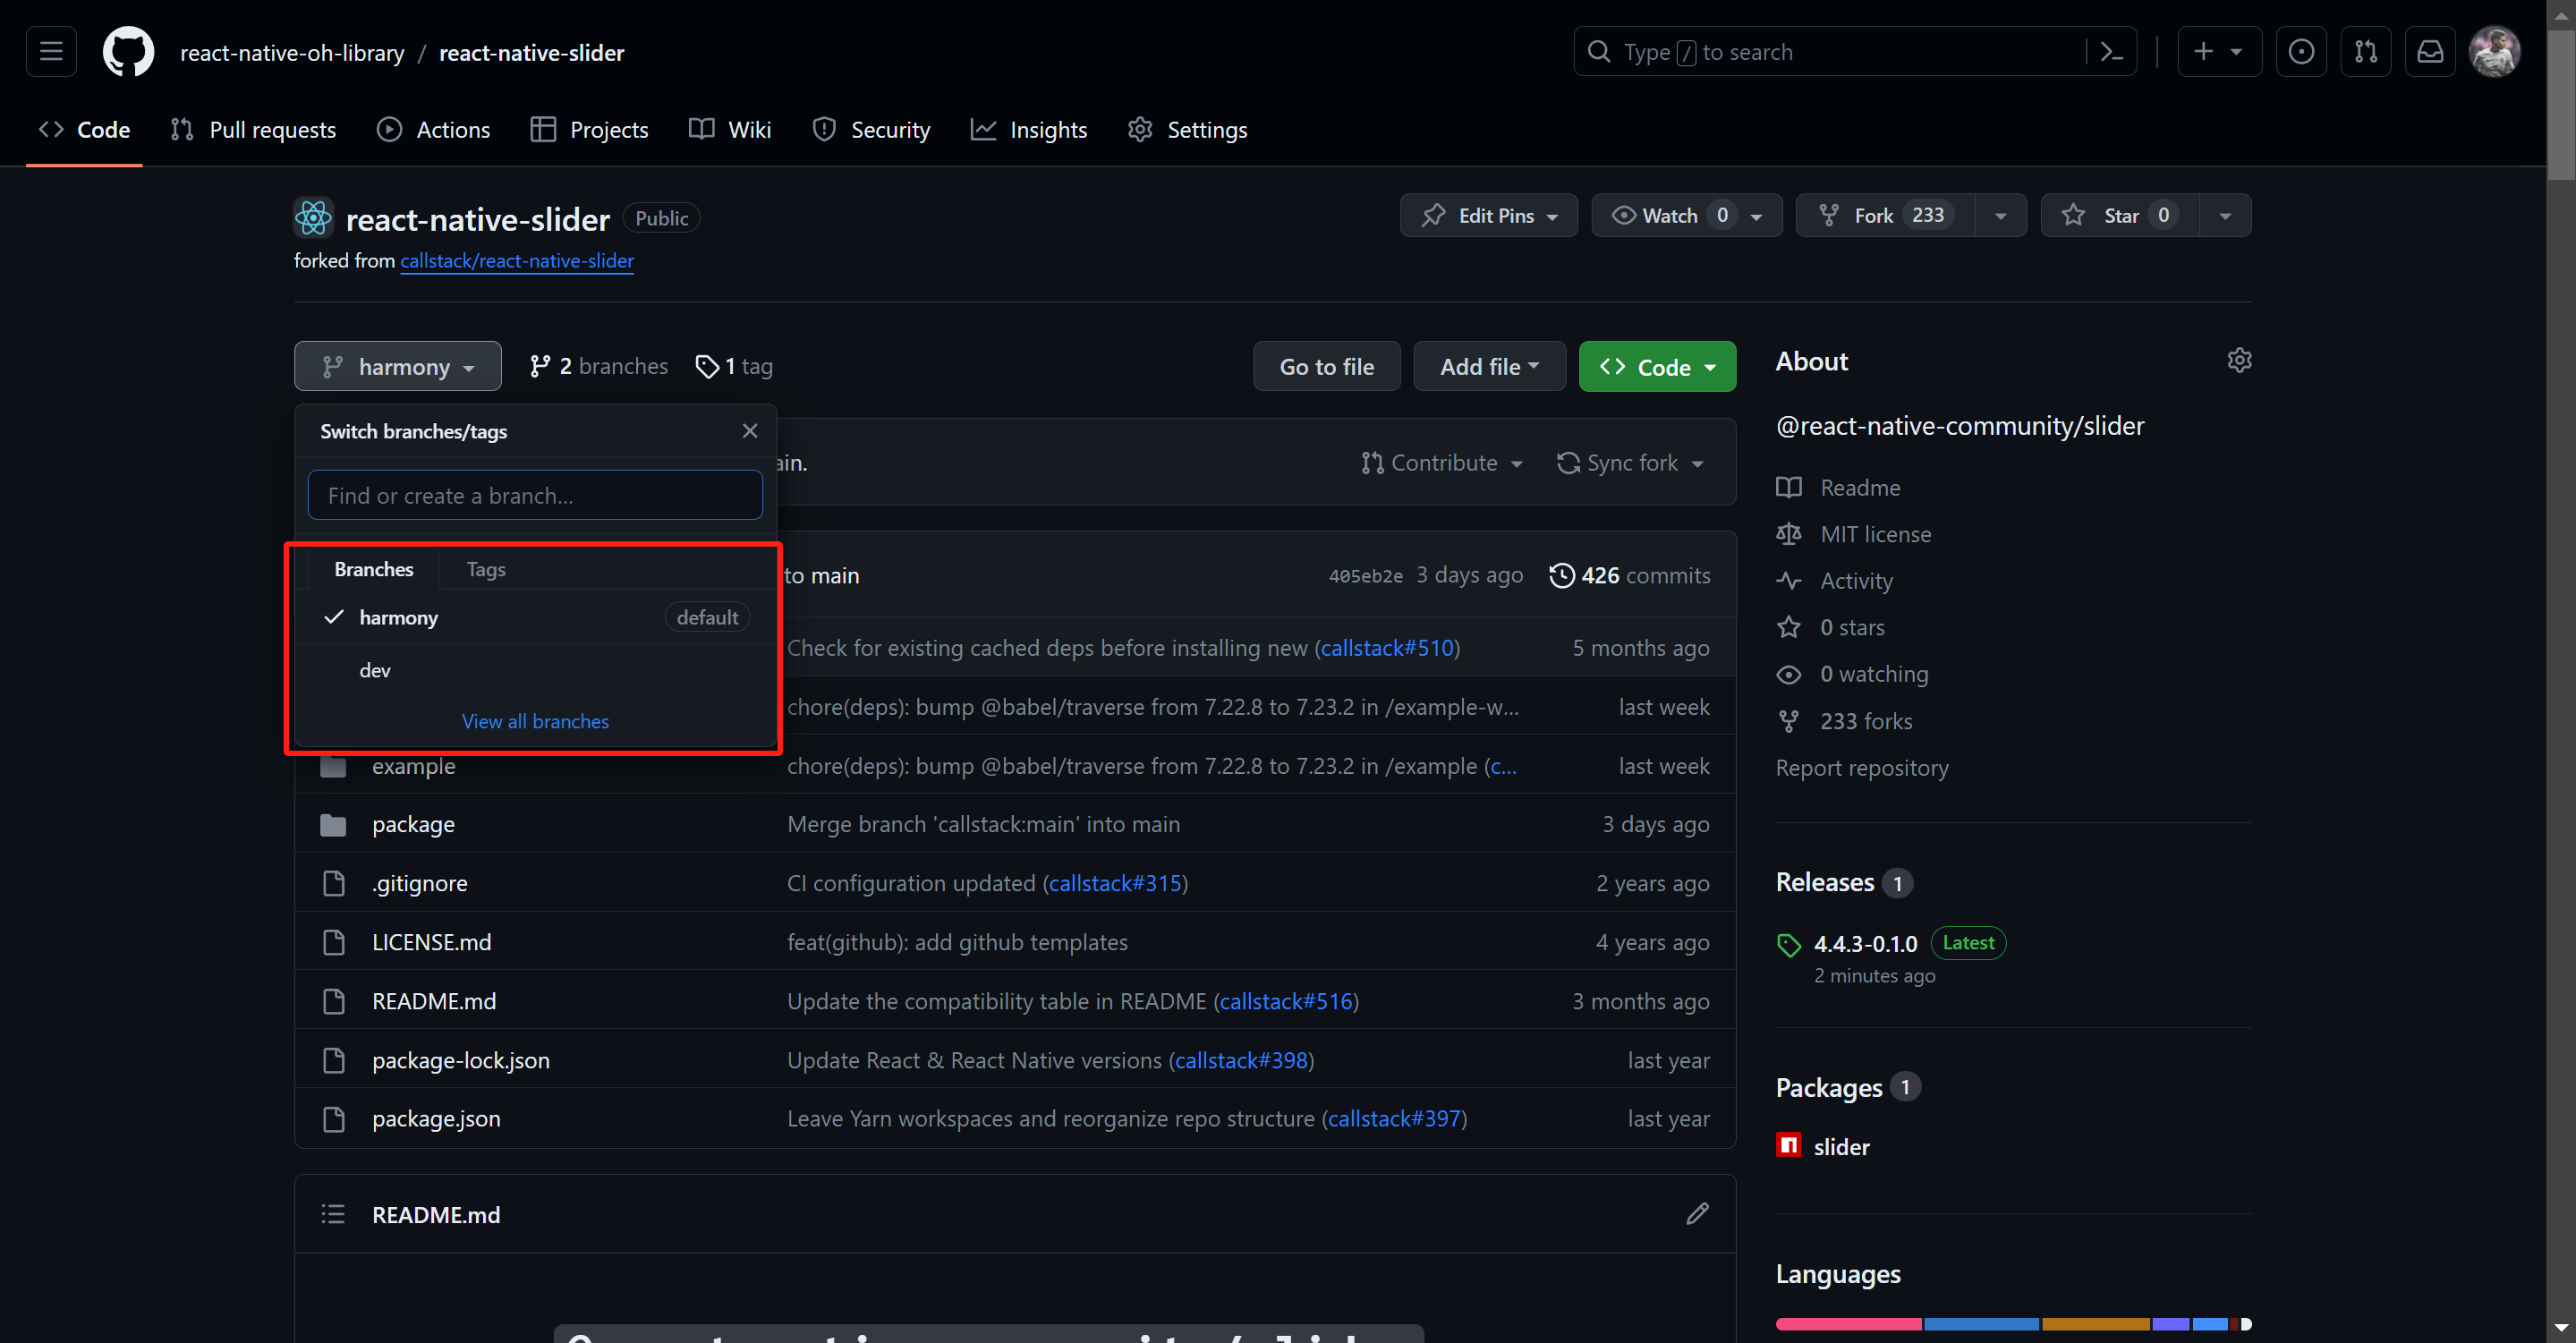 react-native-oh-library / react-native-slider
Type / to search
Code
Pull requests
Actions
Projects
Wiki
Security
Insights
Settings
react-native-slider Public
Edit Pins
Watch 0
Fork 233
Star 0
forked from callstack/react-native-slider
harmony
2 branches
1 tag
Go to file
Add file
Code
Switch branches/tags
Find or create a branch...
Branches
Tags
harmony default
dev
View all branches
ain.
Contribute
Sync fork
to main
405eb2e 3 days ago
426 commits
Check for existing cached deps before installing new (callstack#510)
5 months ago
chore(deps): bump @babel/traverse from 7.22.8 to 7.23.2 in /example-w...
last week
example
chore(deps): bump @babel/traverse from 7.22.8 to 7.23.2 in /example (c...
last week
package
Merge branch 'callstack:main' into main
3 days ago
.gitignore
CI configuration updated (callstack#315)
2 years ago
LICENSE.md
feat(github): add github templates
4 years ago
README.md
Update the compatibility table in README (callstack#516)
3 months ago
package-lock.json
Update React & React Native versions (callstack#398)
last year
package.json
Leave Yarn workspaces and reorganize repo structure (callstack#397)
last year
README.md
About
@react-native-community/slider
Readme
MIT license
Activity
0 stars
0 watching
233 forks
Report repository
Releases 1
4.4.3-0.1.0 Latest
2 minutes ago
Packages 1
slider
Languages